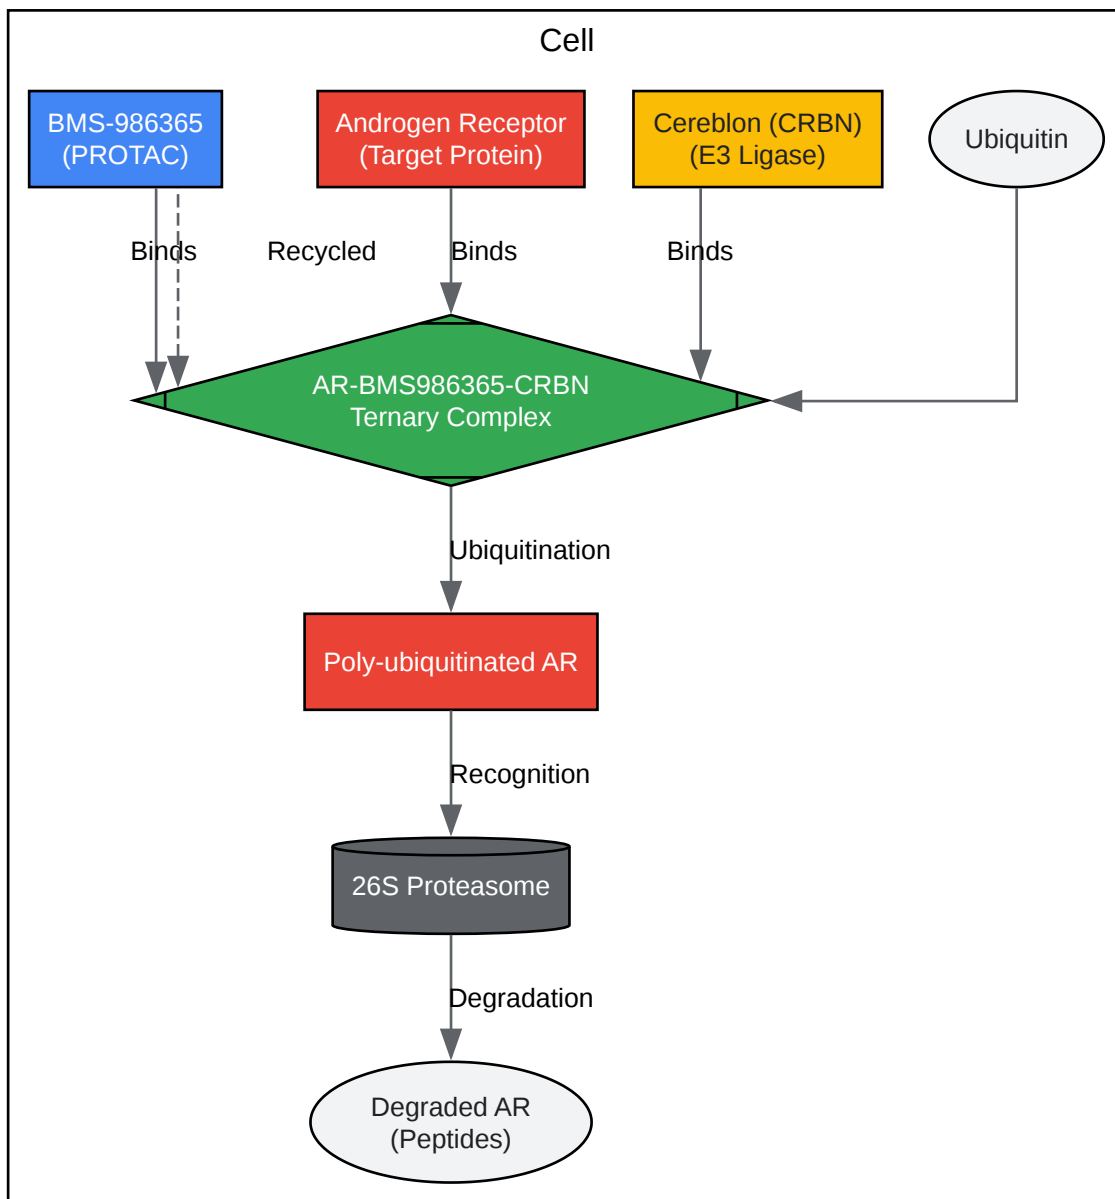 Cell
BMS-986365
(PROTAC)
Androgen Receptor
(Target Protein)
Cereblon (CRBN)
(E3 Ligase)
Ubiquitin
Binds
Recycled
Binds
Binds
AR-BMS986365-CRBN
Ternary Complex
Ubiquitination
Poly-ubiquitinated AR
Recognition
26S Proteasome
Degradation
Degraded AR
(Peptides)